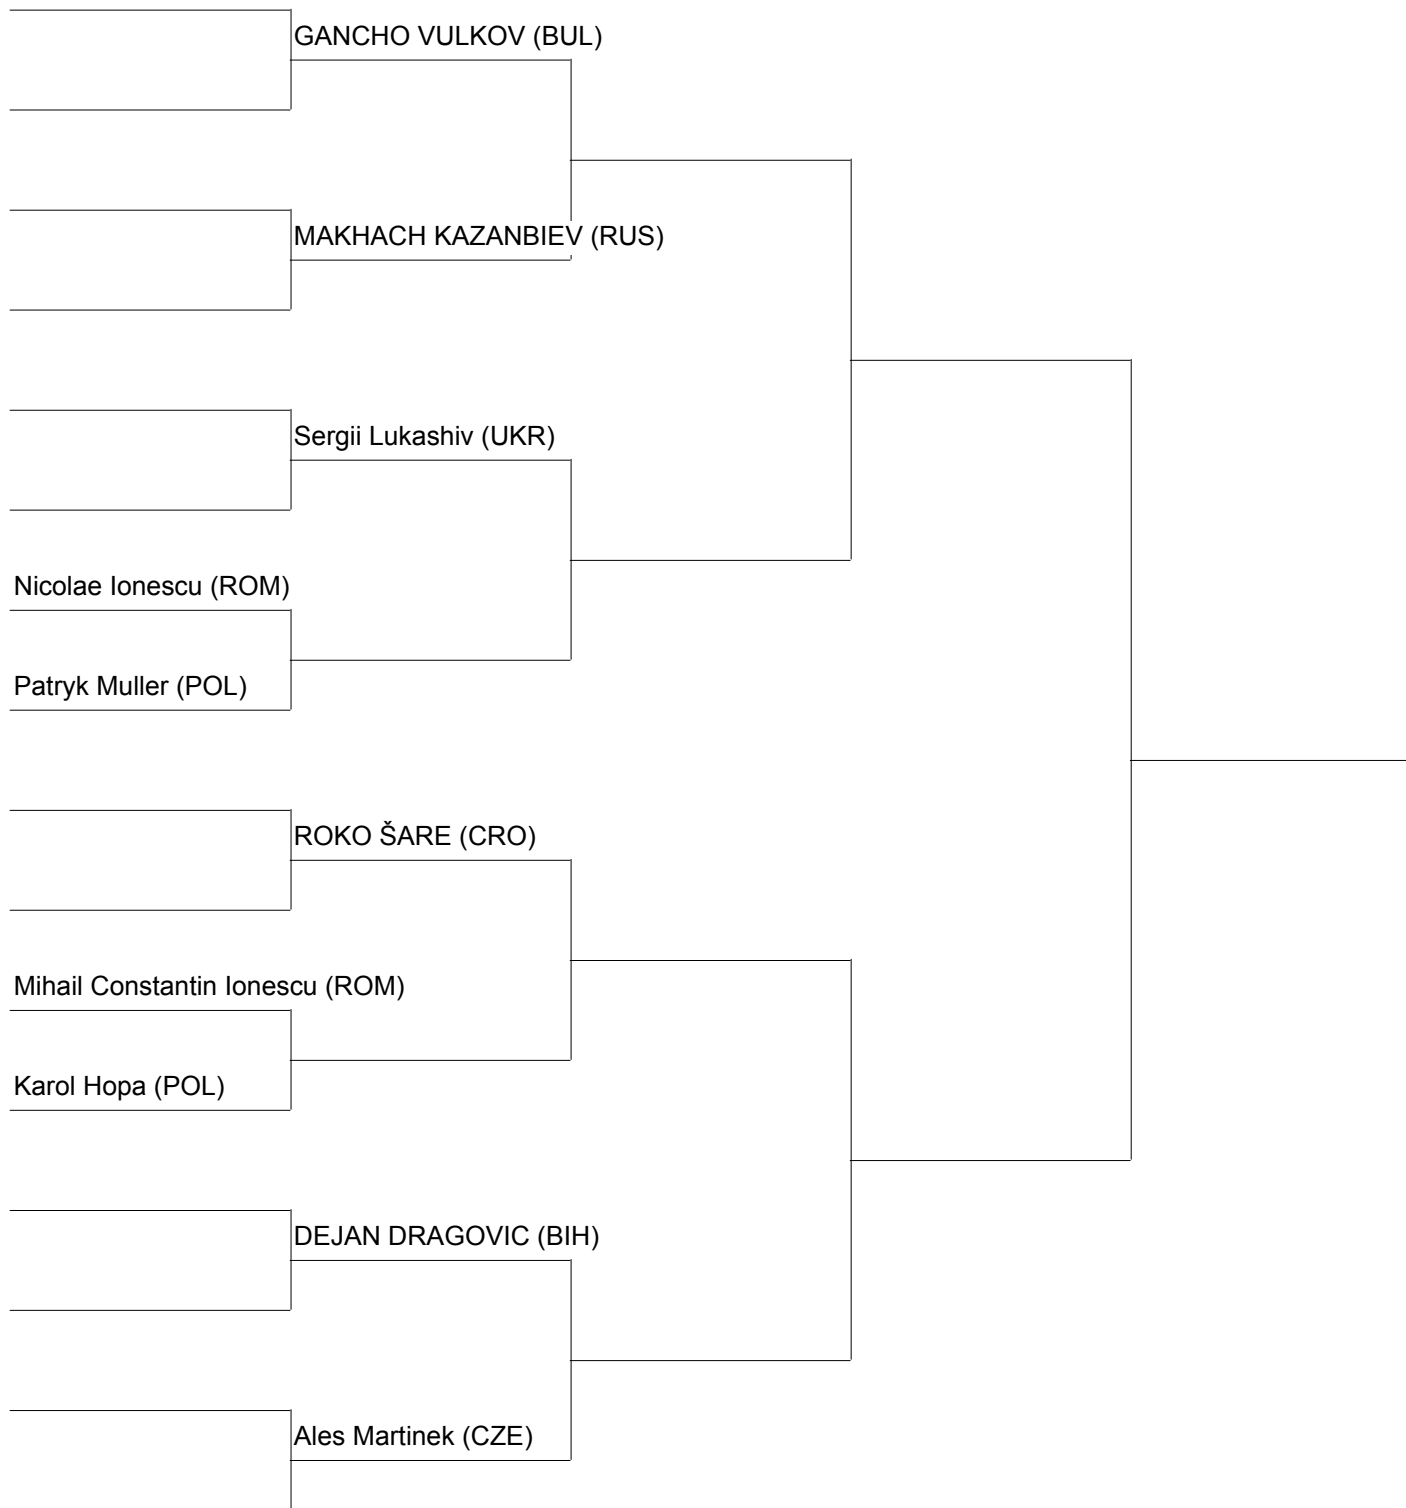 GANCHO VULKOV (BUL)
MAKHACH KAZANBIEV (RUS)
Sergii Lukashiv (UKR)
Nicolae Ionescu (ROM)
Patryk Muller (POL)
ROKO ŠARE (CRO)
Mihail Constantin Ionescu (ROM)
Karol Hopa (POL)
DEJAN DRAGOVIC (BIH)
Ales Martinek (CZE)